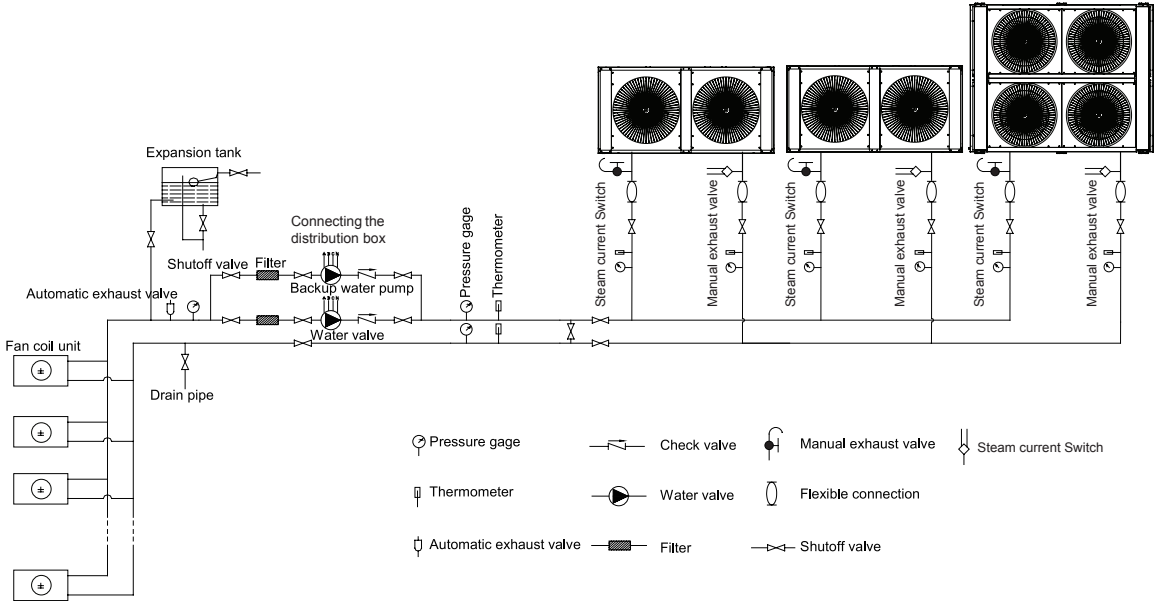 Expansion tank
Connecting the
distribution box
Shutoff valve
Filter
A B C N
Backup water pump
Automatic exhaust valve
A B C N
Water valve
Pressure gage
Thermometer
Fan coil unit
Drain pipe
Steam current Switch
Manual exhaust valve
Steam current Switch
Manual exhaust valve
Steam current Switch
Manual exhaust valve
Pressure gage
Check valve
Manual exhaust valve
Steam current Switch
Thermometer
Water valve
Flexible connection
Automatic exhaust valve
Filter
Shutoff valve